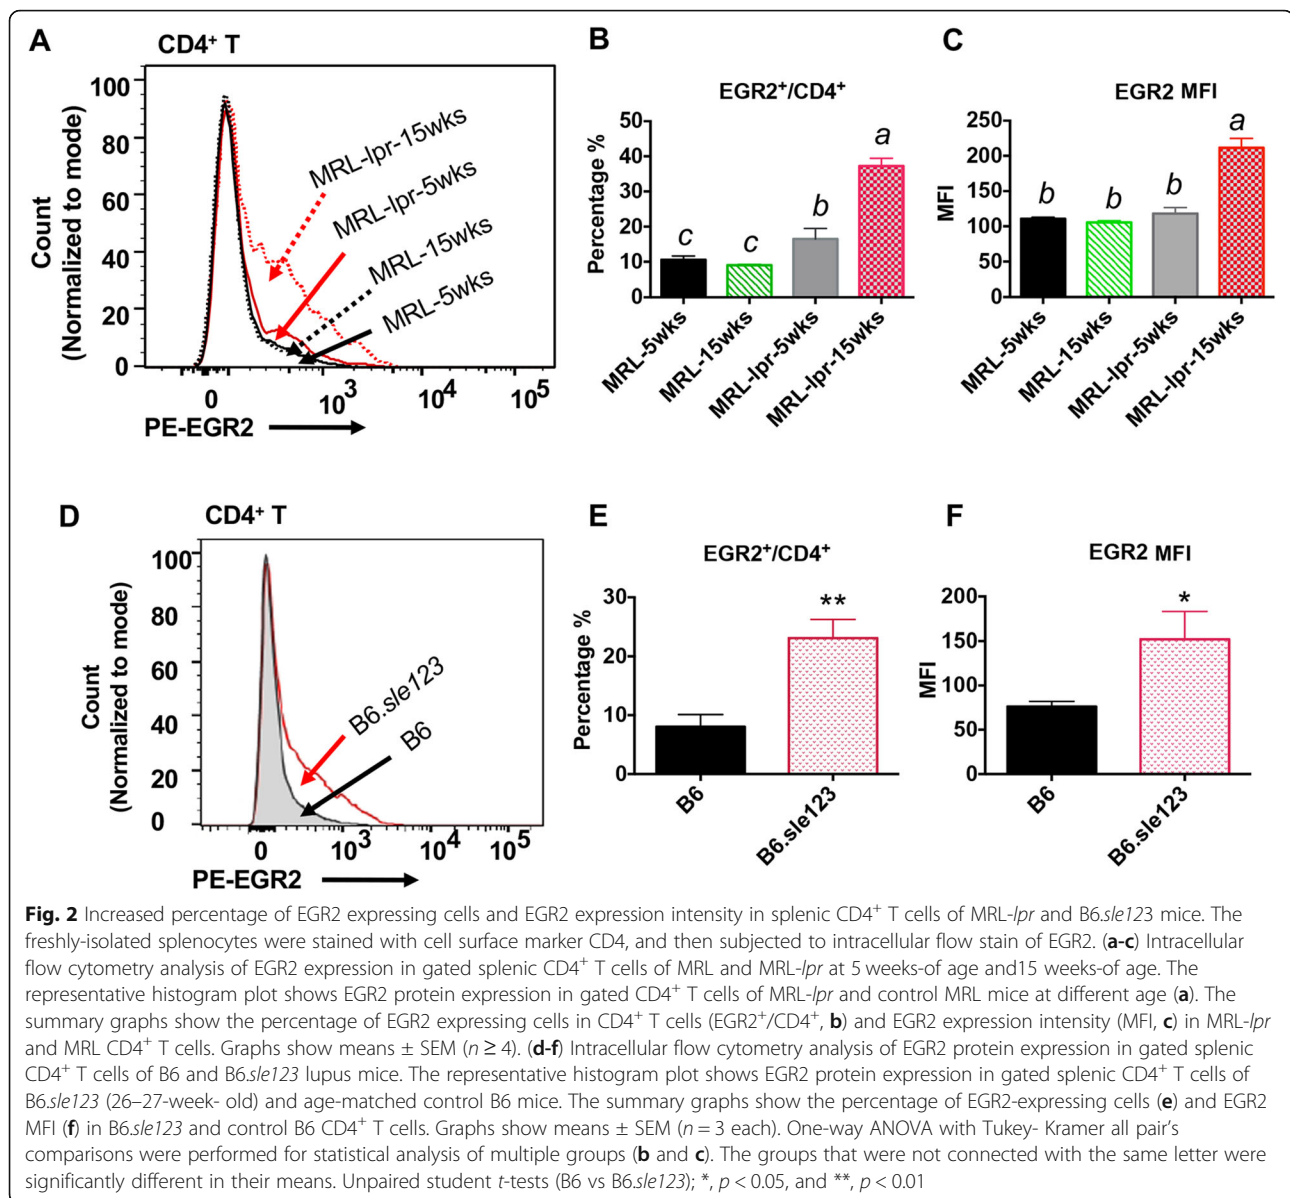 A
CD4⁺ T
100
80
60
40
20
0
Count
(Normalized to mode)
MRL-lpr-15wks
MRL-lpr-5wks
MRL-15wks
MRL-5wks
0 10³ 10⁴ 10⁵
PE-EGR2
B
EGR2⁺/CD4⁺
50
40
30
20
10
0
Percentage %
c c b a
MRL-5wks
MRL-15wks
MRL-lpr-5wks
MRL-lpr-15wks
C
EGR2 MFI
250
200
150
100
50
0
MFI
b b b a
MRL-5wks
MRL-15wks
MRL-lpr-5wks
MRL-lpr-15wks
D
CD4⁺ T
100
80
60
40
20
0
Count
(Normalized to mode)
B6.sle123
B6
0 10³ 10⁴ 10⁵
PE-EGR2
E
EGR2⁺/CD4⁺
30
20
10
0
Percentage %
**
B6
B6.sle123
F
EGR2 MFI
200
150
100
50
0
MFI
*
B6
B6.sle123
Fig. 2 Increased percentage of EGR2 expressing cells and EGR2 expression intensity in splenic CD4⁺ T cells of MRL-lpr and B6.sle123 mice. The
freshly-isolated splenocytes were stained with cell surface marker CD4, and then subjected to intracellular flow stain of EGR2. (a-c) Intracellular
flow cytometry analysis of EGR2 expression in gated splenic CD4⁺ T cells of MRL and MRL-lpr at 5 weeks-of age and15 weeks-of age. The
representative histogram plot shows EGR2 protein expression in gated CD4⁺ T cells of MRL-lpr and control MRL mice at different age (a). The
summary graphs show the percentage of EGR2 expressing cells in CD4⁺ T cells (EGR2⁺/CD4⁺, b) and EGR2 expression intensity (MFI, c) in MRL-lpr
and MRL CD4⁺ T cells. Graphs show means ± SEM (n ≥ 4). (d-f) Intracellular flow cytometry analysis of EGR2 protein expression in gated splenic
CD4⁺ T cells of B6 and B6.sle123 lupus mice. The representative histogram plot shows EGR2 protein expression in gated splenic CD4⁺ T cells of
B6.sle123 (26–27-week- old) and age-matched control B6 mice. The summary graphs show the percentage of EGR2-expressing cells (e) and EGR2
MFI (f) in B6.sle123 and control B6 CD4⁺ T cells. Graphs show means ± SEM (n = 3 each). One-way ANOVA with Tukey- Kramer all pair's
comparisons were performed for statistical analysis of multiple groups (b and c). The groups that were not connected with the same letter were
significantly different in their means. Unpaired student t-tests (B6 vs B6.sle123); *, p < 0.05, and **, p < 0.01